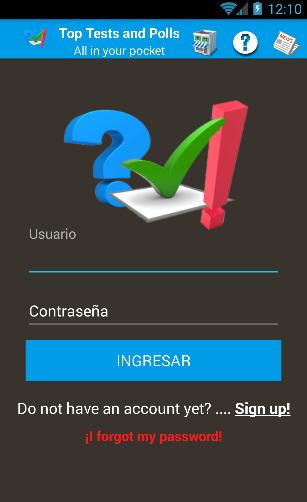 12:10
Top Tests and Polls
All in your pocket
NEWS
Usuario
Contraseña
INGRESAR
Do not have an account yet? .... Sign up!
¡I forgot my password!